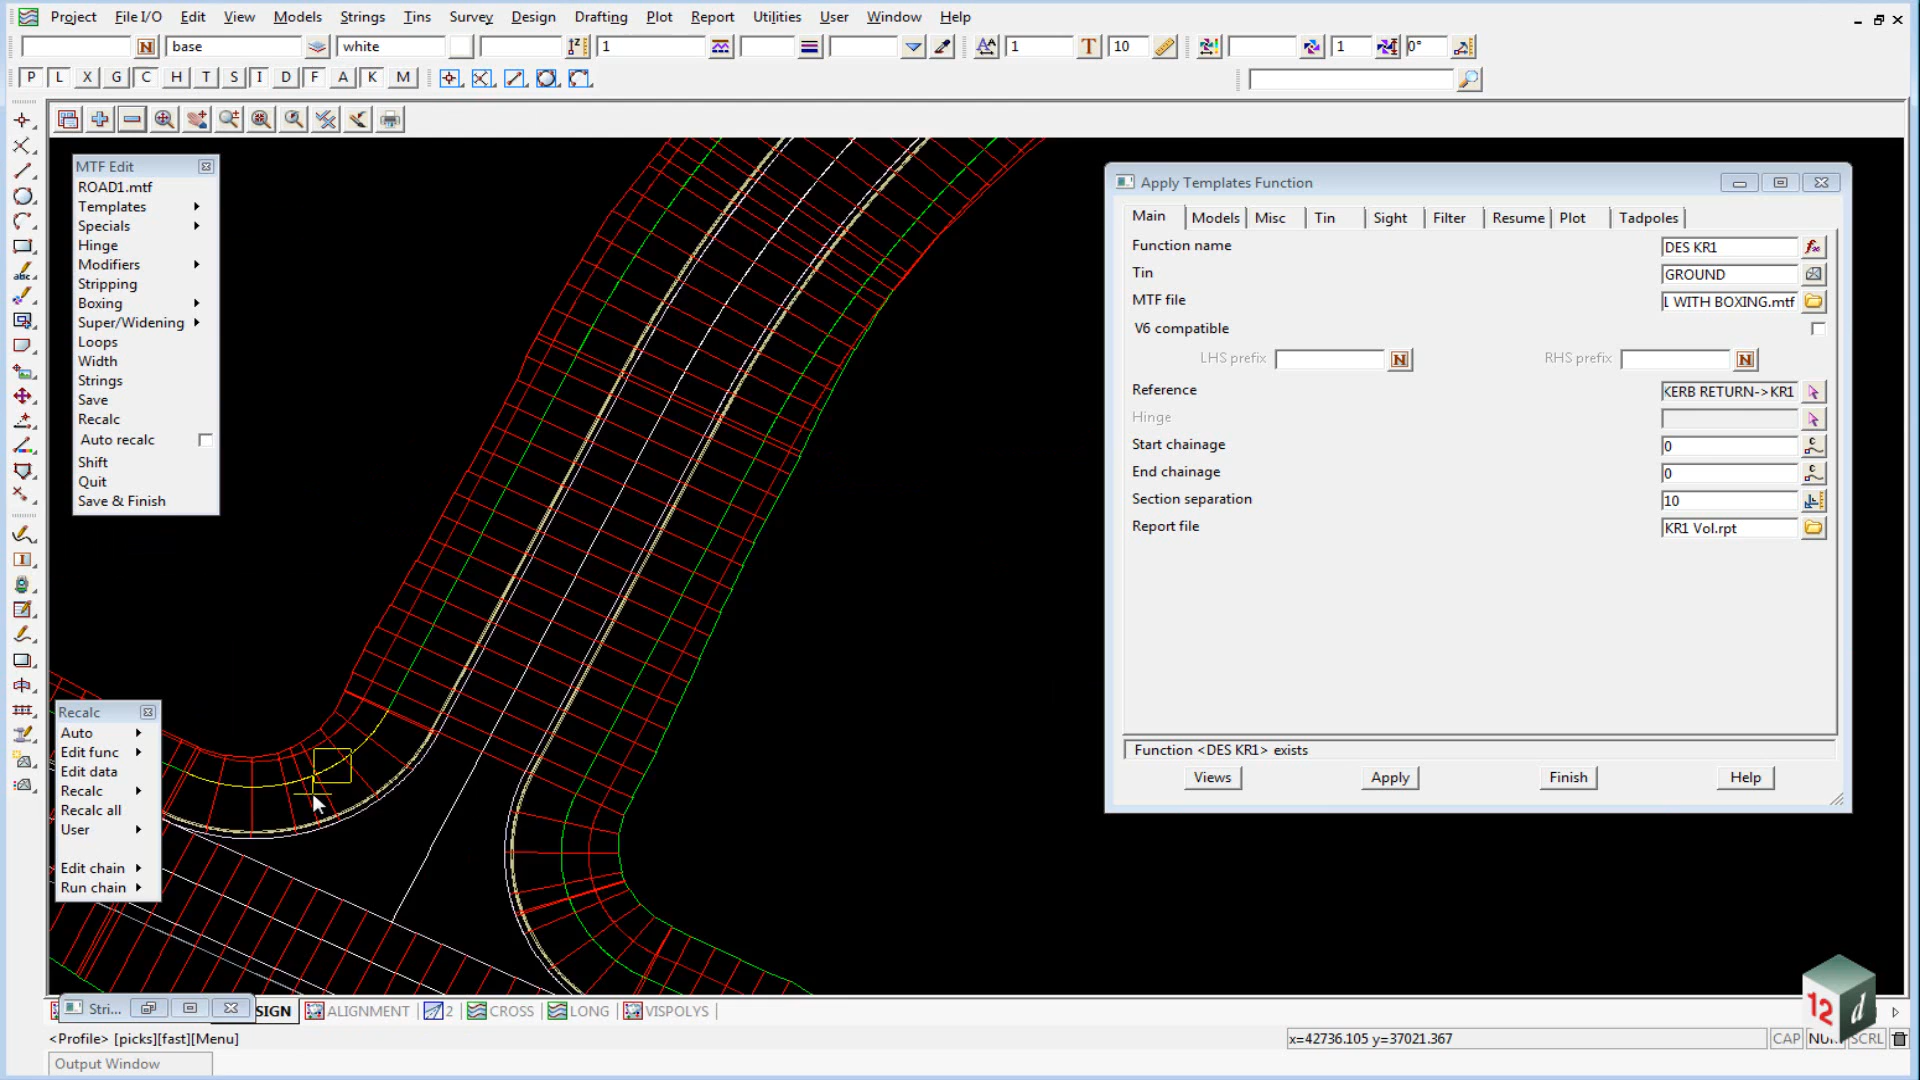 Project File I/O Edit View Models Strings Tins Survey Design Drafting Plot Report Utilities User Window Help
N base white 1 T 1 10 1 0°
P L X G C H T S I D F A K M
MTF Edit
ROAD1.mtf
Templates
Specials
Hinge
Modifiers
Stripping
Boxing
Super/Widening
Loops
Width
Strings
Save
Recalc
Auto recalc
Shift
Quit
Save & Finish
Recalc
Auto
Edit func
Edit data
Recalc
Recalc all
User
Edit chain
Run chain
Apply Templates Function
Main Models Misc Tin Sight Filter Resume Plot Tadpoles
Function name DES KR1
Tin GROUND
MTF file L WITH BOXING.mtf
V6 compatible
LHS prefix N RHS prefix N
Reference KERB RETURN->KR1
Hinge
Start chainage 0
End chainage 0
Section separation 10
Report file KR1 Vol.rpt
Function <DES KR1> exists
Views Apply Finish Help
12 d
Stri... SIGN ALIGNMENT 2 CROSS LONG VISPOLYS
<Profile> [picks][fast][Menu] x=42736.105 y=37021.367 CAP NUM SCRL
Output Window